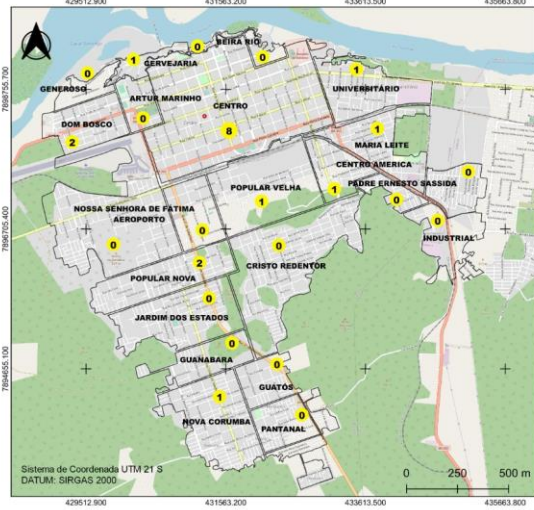 429512.900 431563.200 433613.500 435663.800
7898755.700
7896705.400
7894655.100
0
BEIRA RIO
1
CERVEJARIA
0
0
GENEROSO
1
ARTUR MARINHO
CENTRO
UNIVERSITÁRIO
DOM BOSCO
0
8
1
2
MARIA LEITE
CENTRO AMERICA
0
POPULAR VELHA
1
PADRE ERNESTO SASSIDA
1
0
NOSSA SENHORA DE FÁTIMA
AEROPORTO
0
0
INDUSTRIAL
0
0
2
CRISTO REDENTOR
POPULAR NOVA
0
JARDIM DOS ESTADOS
0
GUANABARA
0
GUATÓS
1
0
NOVA CORUMBA
PANTANAL
Sistema de Coordenada UTM 21 S
DATUM: SIRGAS 2000
0 250 500 m
429512.900 431563.200 433613.500 435663.800